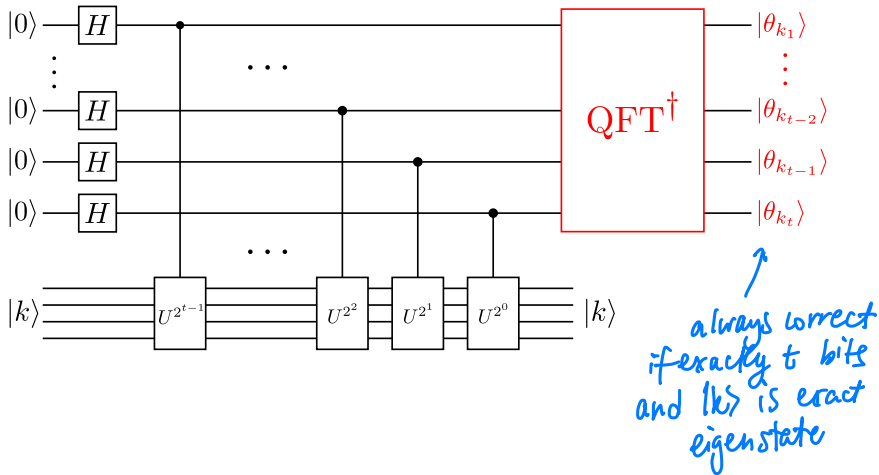 |0⟩ H |θ_{k_1}⟩
⋮ ⋯ ⋮
|0⟩ H QFT† |θ_{k_{t−2}}⟩
|0⟩ H |θ_{k_{t−1}}⟩
|0⟩ H |θ_{k_t}⟩
⋯
|k⟩ U^{2^{t−1}} U^{2^2} U^{2^1} U^{2^0} |k⟩
always correct
if exactly t bits
and |k⟩ is exact
eigenstate